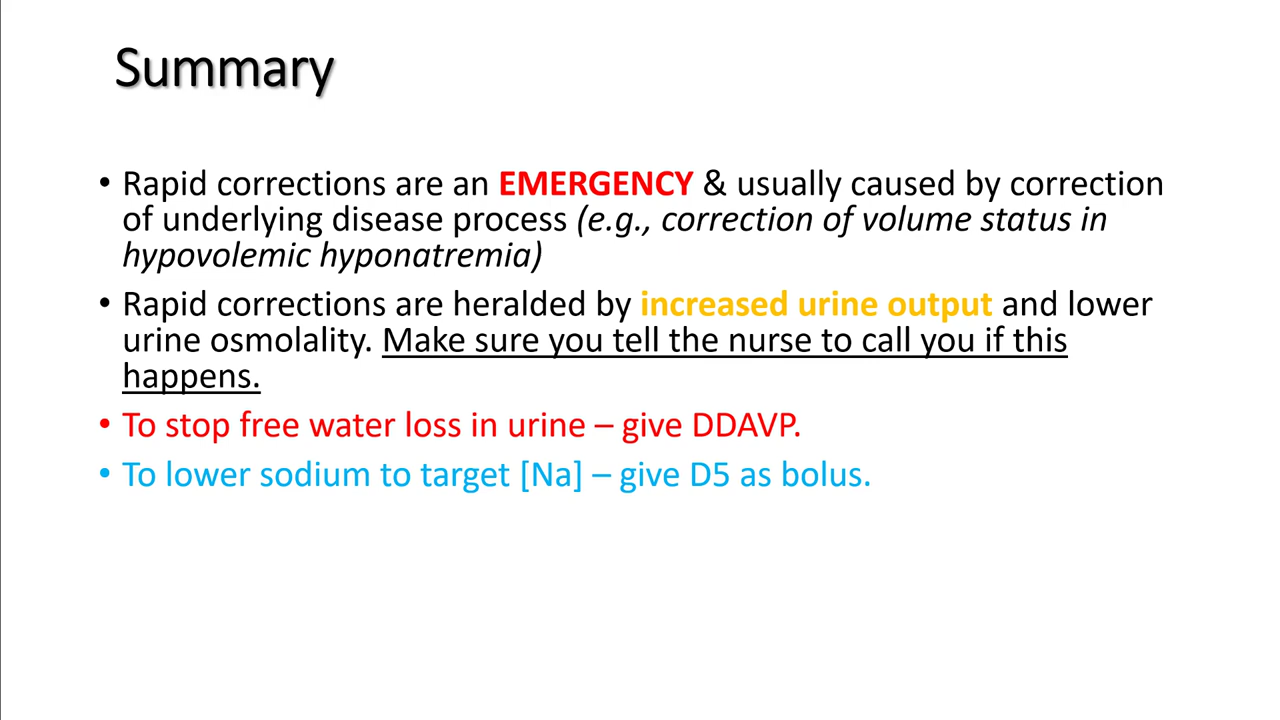 Summary
• Rapid corrections are an EMERGENCY & usually caused by correction
of underlying disease process (e.g., correction of volume status in
hypovolemic hyponatremia)
• Rapid corrections are heralded by increased urine output and lower
urine osmolality. Make sure you tell the nurse to call you if this
happens.
• To stop free water loss in urine – give DDAVP.
• To lower sodium to target [Na] – give D5 as bolus.